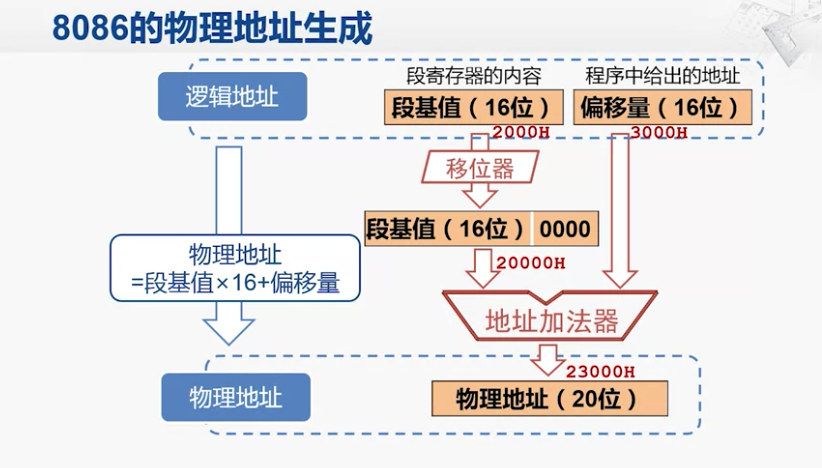 8086的物理地址生成
段寄存器的内容
程序中给出的地址
逻辑地址
段基值（16位）
偏移量（16位）
2000H
3000H
移位器
段基值（16位） 0000
物理地址
=段基值×16+偏移量
20000H
地址加法器
23000H
物理地址
物理地址（20位）